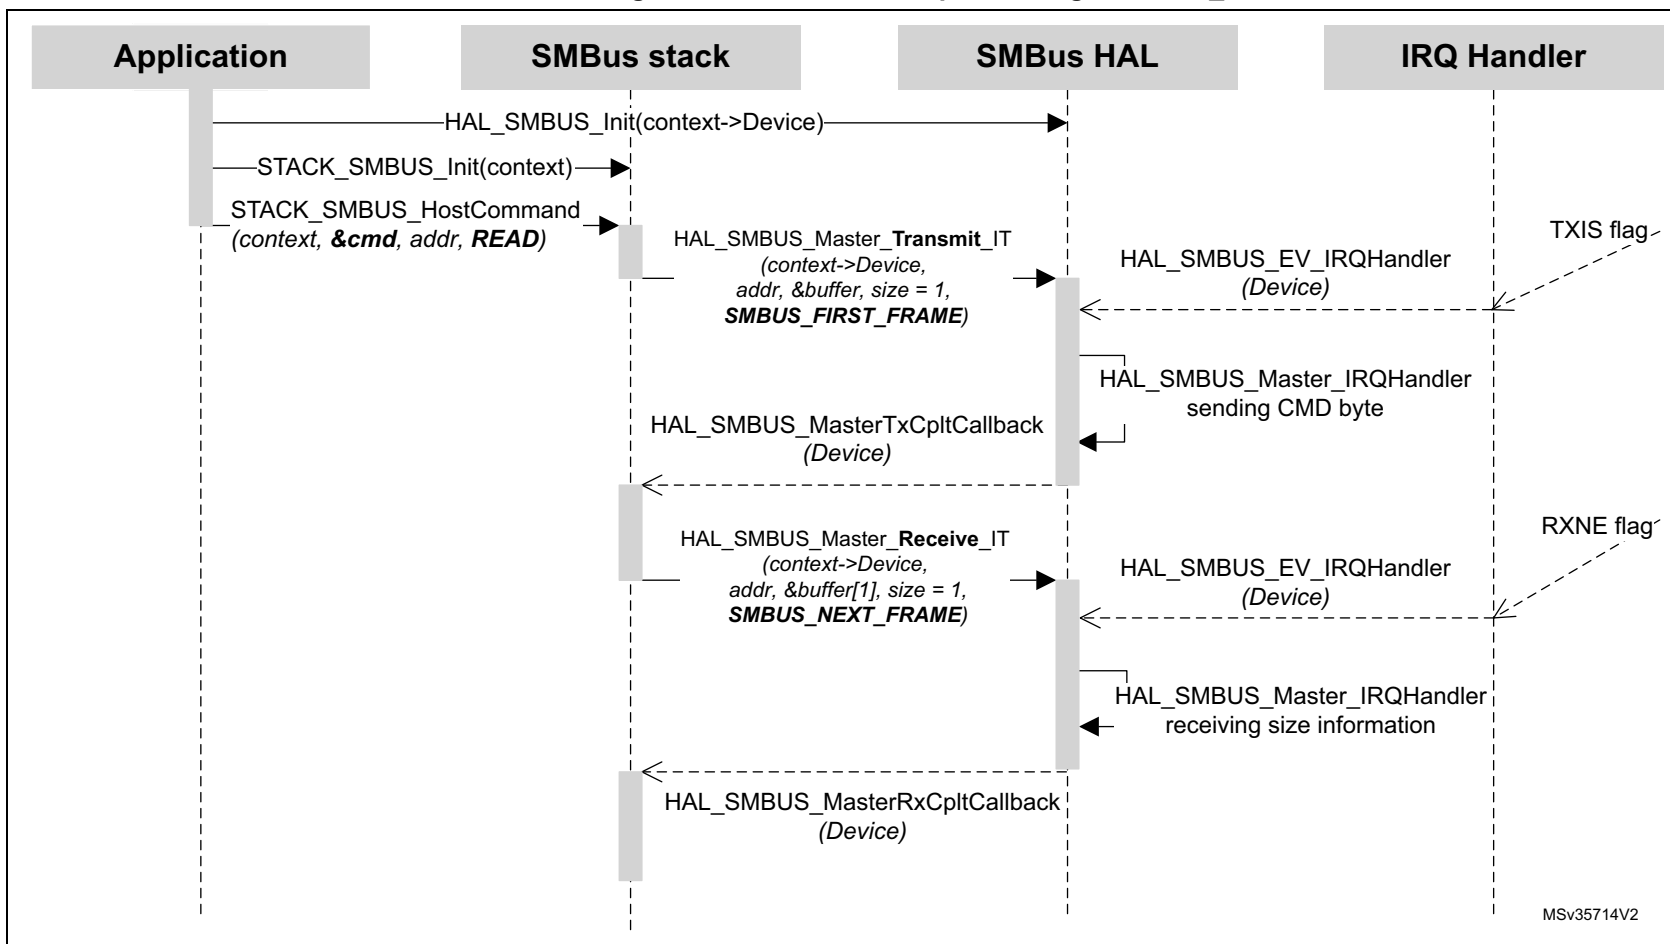 Application
SMBus stack
SMBus HAL
IRQ Handler
HAL_SMBUS_Init(context->Device)
STACK_SMBUS_Init(context)
STACK_SMBUS_HostCommand
(context, &cmd, addr, READ)
HAL_SMBUS_Master_Transmit_IT
(context->Device,
addr, &buffer, size = 1,
SMBUS_FIRST_FRAME)
TXIS flag
HAL_SMBUS_EV_IRQHandler
(Device)
HAL_SMBUS_Master_IRQHandler
sending CMD byte
HAL_SMBUS_MasterTxCpltCallback
(Device)
HAL_SMBUS_Master_Receive_IT
(context->Device,
addr, &buffer[1], size = 1,
SMBUS_NEXT_FRAME)
RXNE flag
HAL_SMBUS_EV_IRQHandler
(Device)
HAL_SMBUS_Master_IRQHandler
receiving size information
HAL_SMBUS_MasterRxCpltCallback
(Device)
MSv35714V2